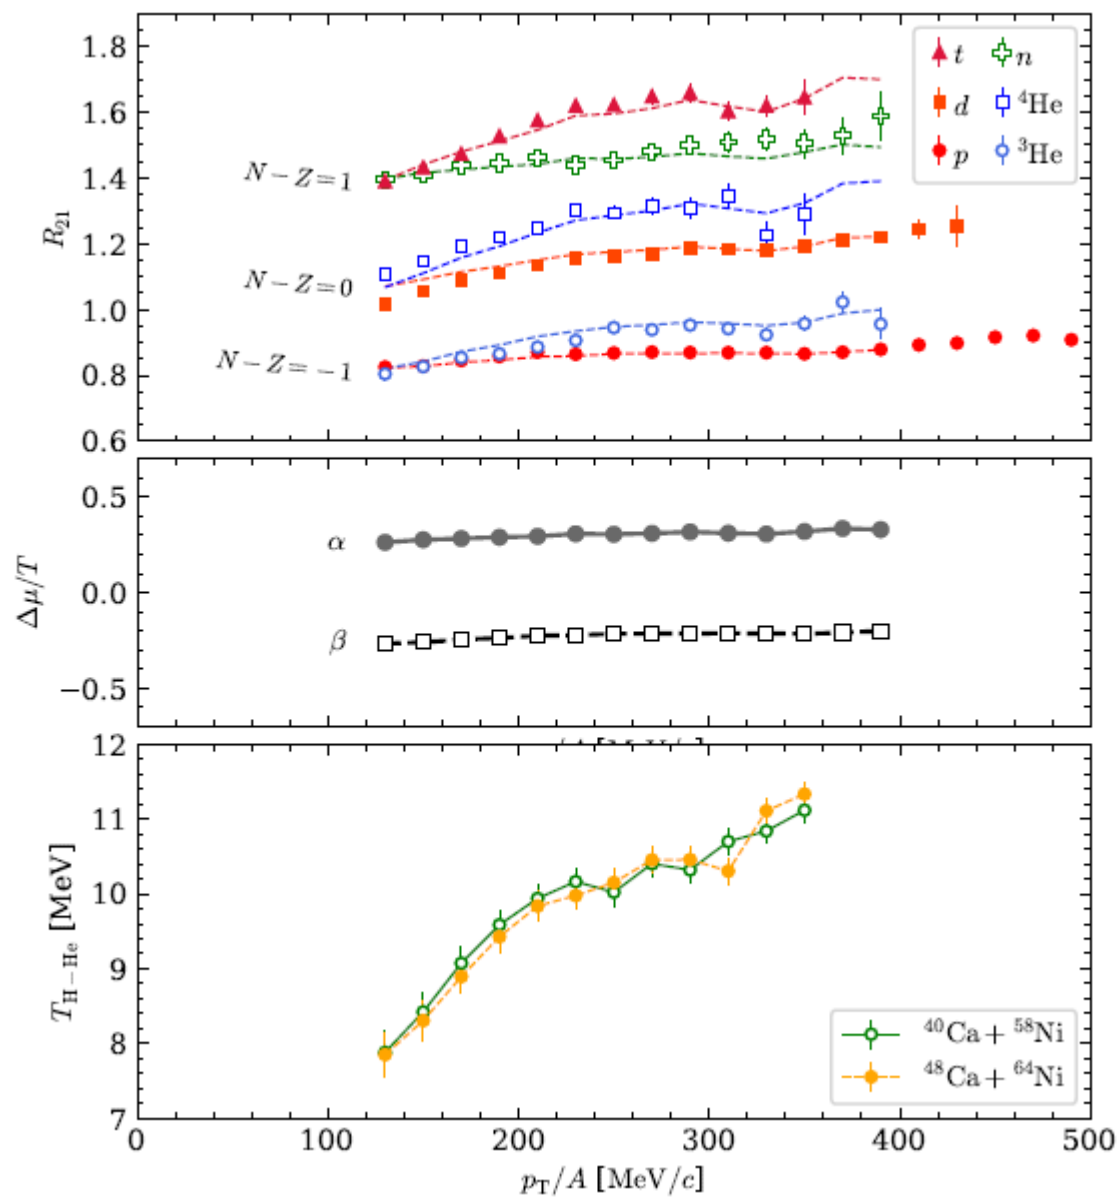 1.8
1.6
1.4
1.2
1.0
0.8
0.6
R₂₁
t n
d ⁴He
p ³He
N − Z = 1
N − Z = 0
N − Z = −1
0.5
0.0
−0.5
Δμ/T
α
β
12
11
10
9
8
7
T_H−He [MeV]
⁴⁰Ca + ⁵⁸Ni
⁴⁸Ca + ⁶⁴Ni
0 100 200 300 400 500
p_T/A [MeV/c]